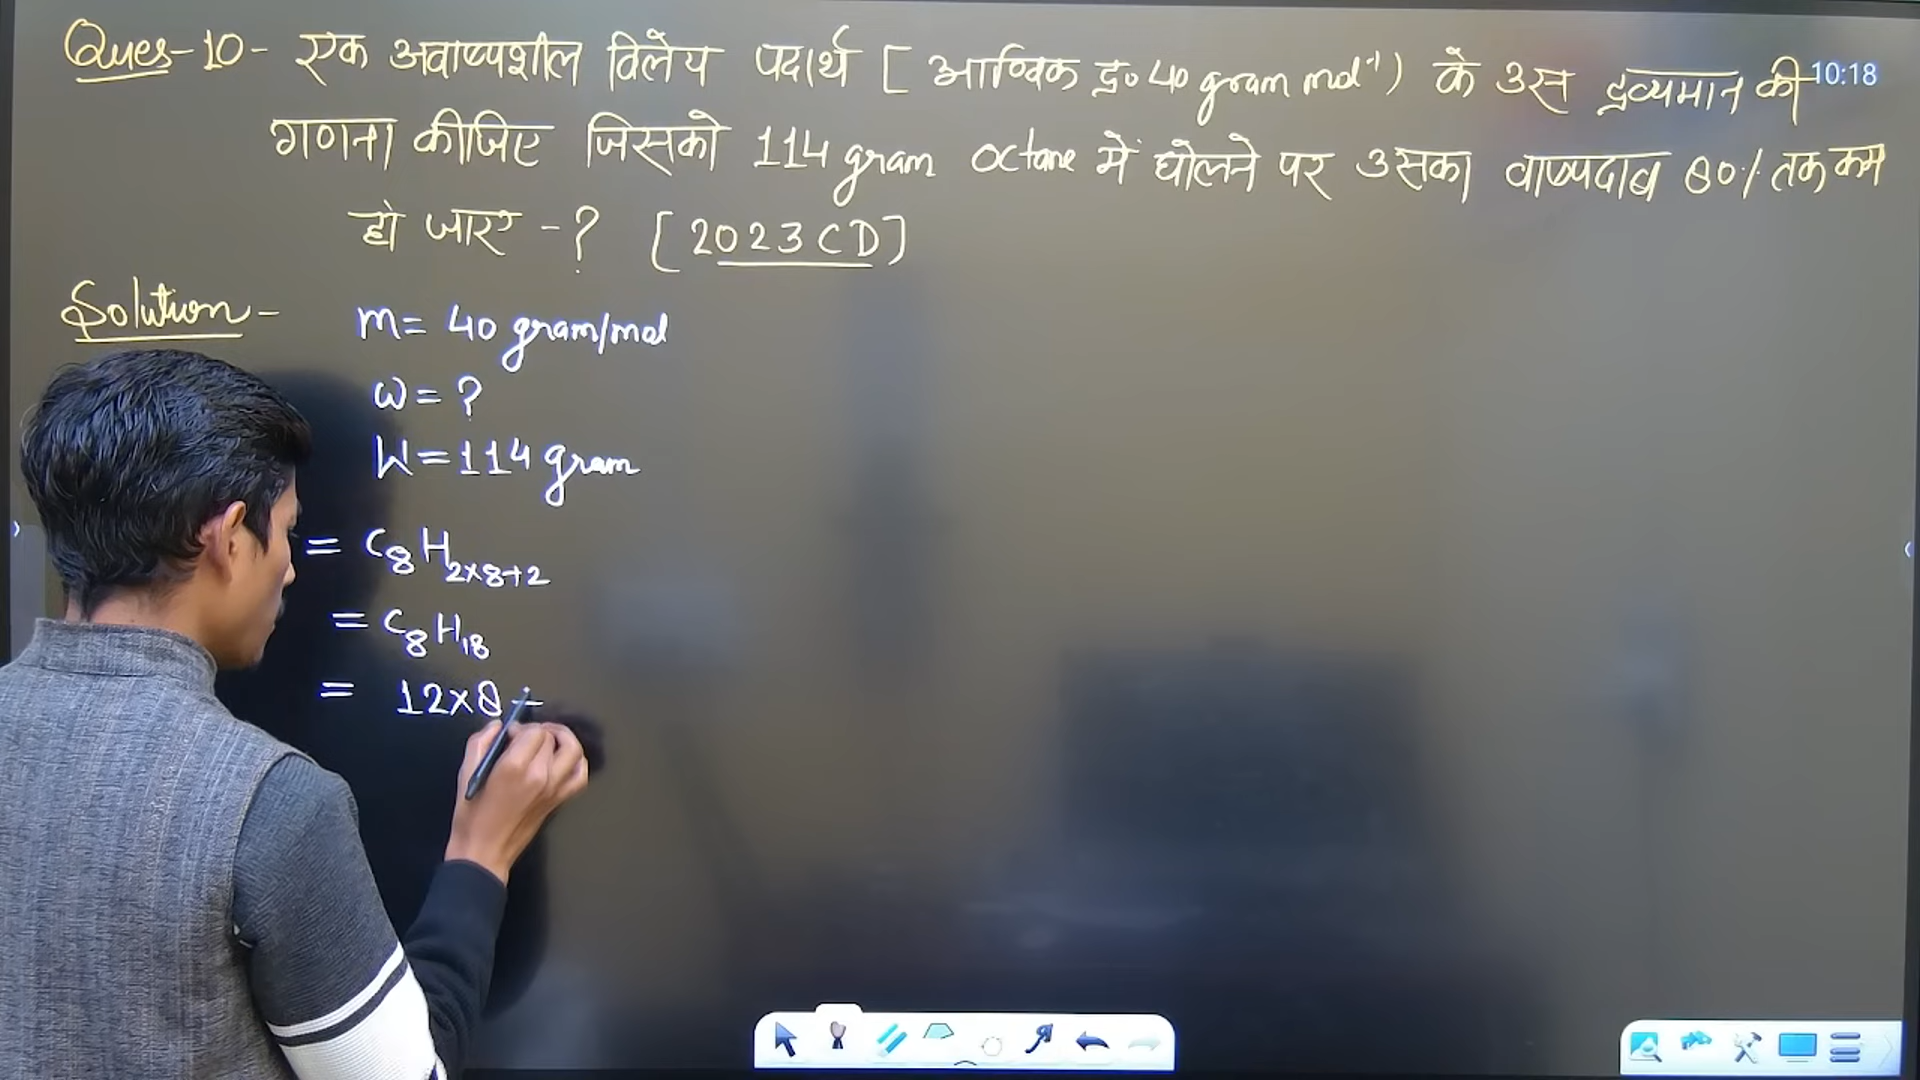 Ques-10- एक अवाष्पशील विलेय पदार्थ [ आण्विक द्र० 40 gram mol⁻¹) के उस द्रव्यमान की
10:18
गणना कीजिए जिसको 114 gram octane में घोलने पर उसका वाष्पदाब 80% तक कम
हो जाए -? [2023 CD]
Solution-
m= 40 gram/mol
w = ?
W = 114 gram
= C₈H₂ₓ₈₊₂
= C₈H₁₈
= 12×8 +